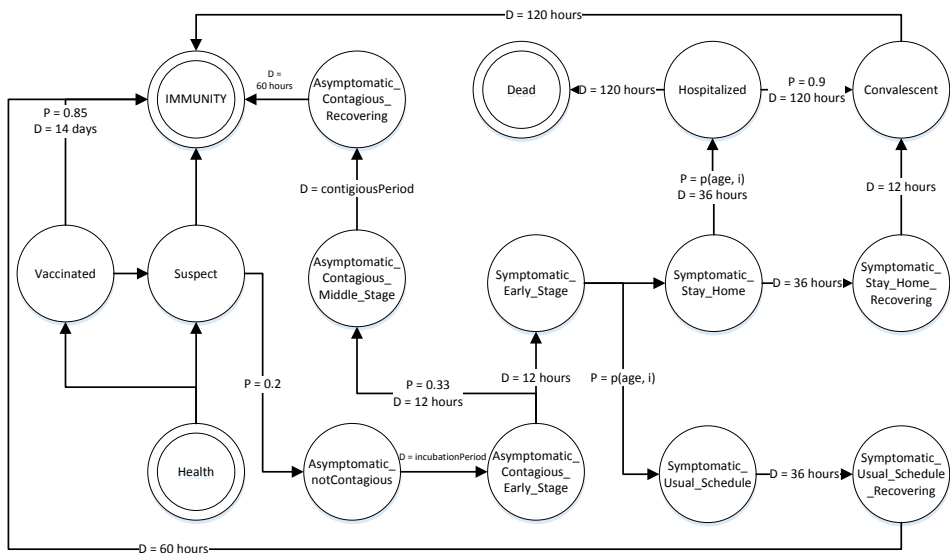 D = 120 hours
IMMUNITY
D =
60 hours
Asymptomatic_
Contagious_
Recovering
Dead
D = 120 hours
Hospitalized
P = 0.9
D = 120 hours
Convalescent
P = 0.85
D = 14 days
D = contigiousPeriod
P = p(age, i)
D = 36 hours
D = 12 hours
Vaccinated
Suspect
Asymptomatic_
Contagious_
Middle_Stage
Symptomatic_
Early_Stage
Symptomatic_
Stay_Home
D = 36 hours
Symptomatic_
Stay_Home_
Recovering
P = 0.2
P = 0.33
D = 12 hours
D = 12 hours
P = p(age, i)
Health
Asymptomatic_
notContagious
D = incubationPeriod
Asymptomatic_
Contagious_
Early_Stage
Symptomatic_
Usual_Schedule
D = 36 hours
Symptomatic_
Usual_Schedule
_Recovering
D = 60 hours